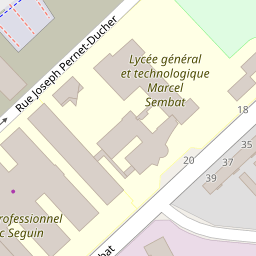 Rue Joseph Pernet-Ducher
Lycée général
et technologique
Marcel
Sembat
18
20
35
37
39
rofessionnel
c Seguin
bat